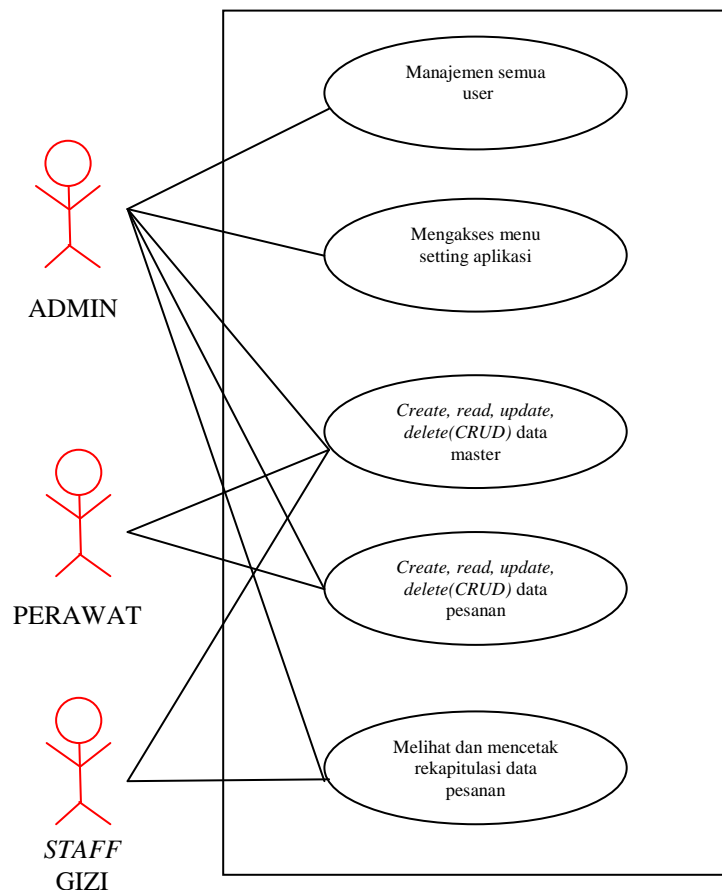 Manajemen semua
user
Mengakses menu
setting aplikasi
ADMIN
Create, read, update,
delete(CRUD) data
master
PERAWAT
Create, read, update,
delete(CRUD) data
pesanan
Melihat dan mencetak
rekapitulasi data
pesanan
STAFF
GIZI